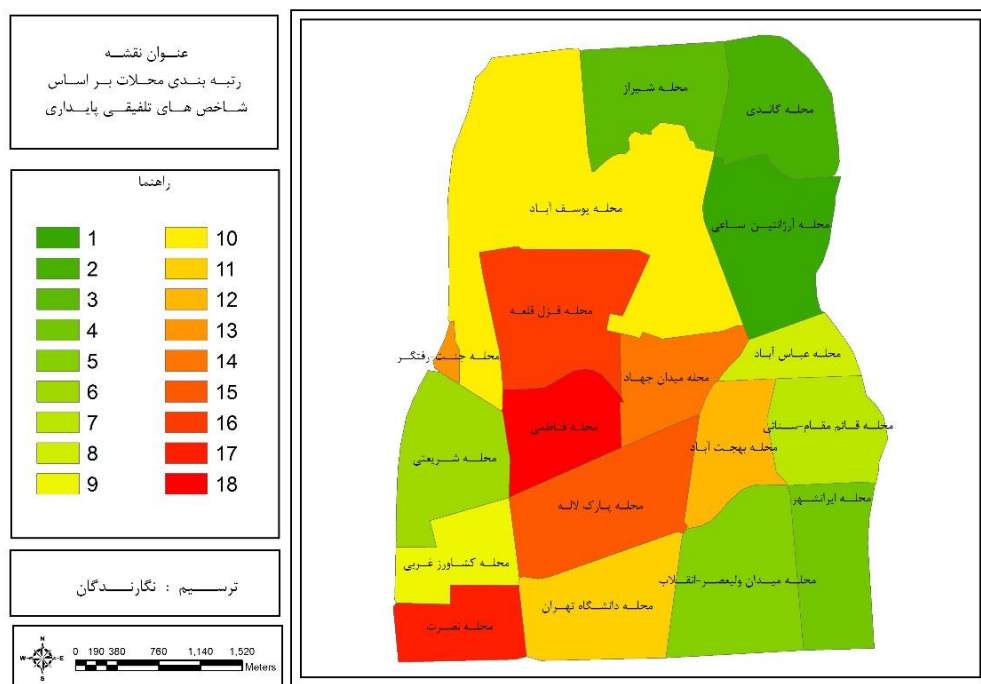 عنوان نقشه
رتبه بندی محلات بر اساس
شاخص های تلفیقی پایداری
راهنما
1 10
2 11
3 12
4 13
5 14
6 15
7 16
8 17
9 18
ترسیم : نگارندگان
N
W E
S
0 190 380 760 1,140 1,520
Meters
محله شیراز
محله گاندی
محله یوسف آباد
محله آرژانتین ساعی
محله قزل قلعه
محله عباس آباد
محله جنت-رفتگر
محله میدان جهاد
محله فاطمی
محله قائم مقام-سنائی
محله بهجت آباد
محله شریعتی
محله ایرانشهر
محله پارک لاله
محله کشاورز غربی
محله میدان ولیعصر-انقلاب
محله دانشگاه تهران
محله نصرت